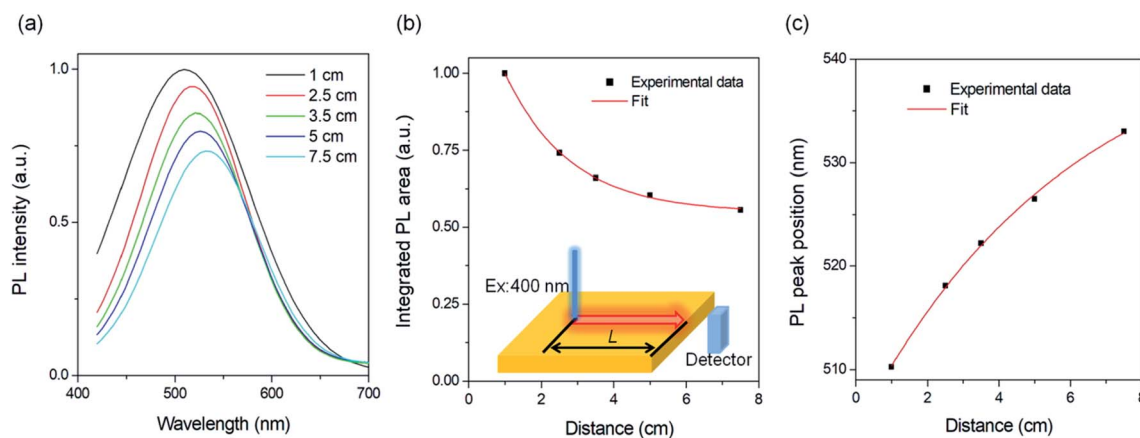 (a)
1.0
0.5
0.0
400
500
600
700
PL intensity (a.u.)
Wavelength (nm)
1 cm
2.5 cm
3.5 cm
5 cm
7.5 cm
(b)
1.00
0.75
0.50
0.25
0.00
0
2
4
6
8
Integrated PL area (a.u.)
Distance (cm)
Experimental data
Fit
Ex:400 nm
L
Detector
(c)
540
530
520
510
0
2
4
6
8
PL peak position (nm)
Distance (cm)
Experimental data
Fit